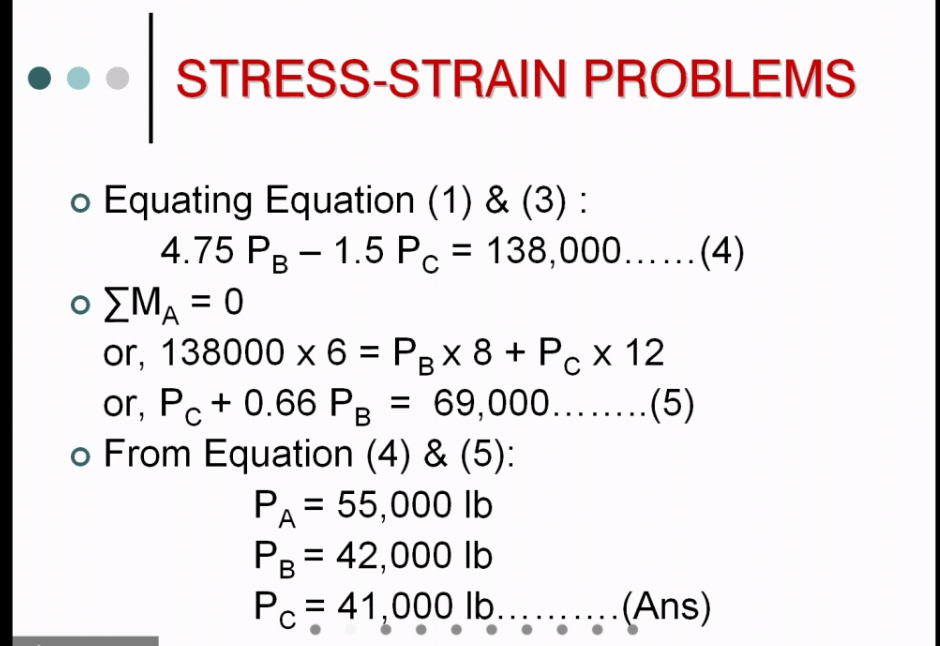 STRESS-STRAIN PROBLEMS
Equating Equation (1) & (3) :
4.75 P_B – 1.5 P_C = 138,000......(4)
∑M_A = 0
or, 138000 x 6 = P_B x 8 + P_C x 12
or, P_C + 0.66 P_B = 69,000........(5)
From Equation (4) & (5):
P_A = 55,000 lb
P_B = 42,000 lb
P_C = 41,000 lb..........(Ans)